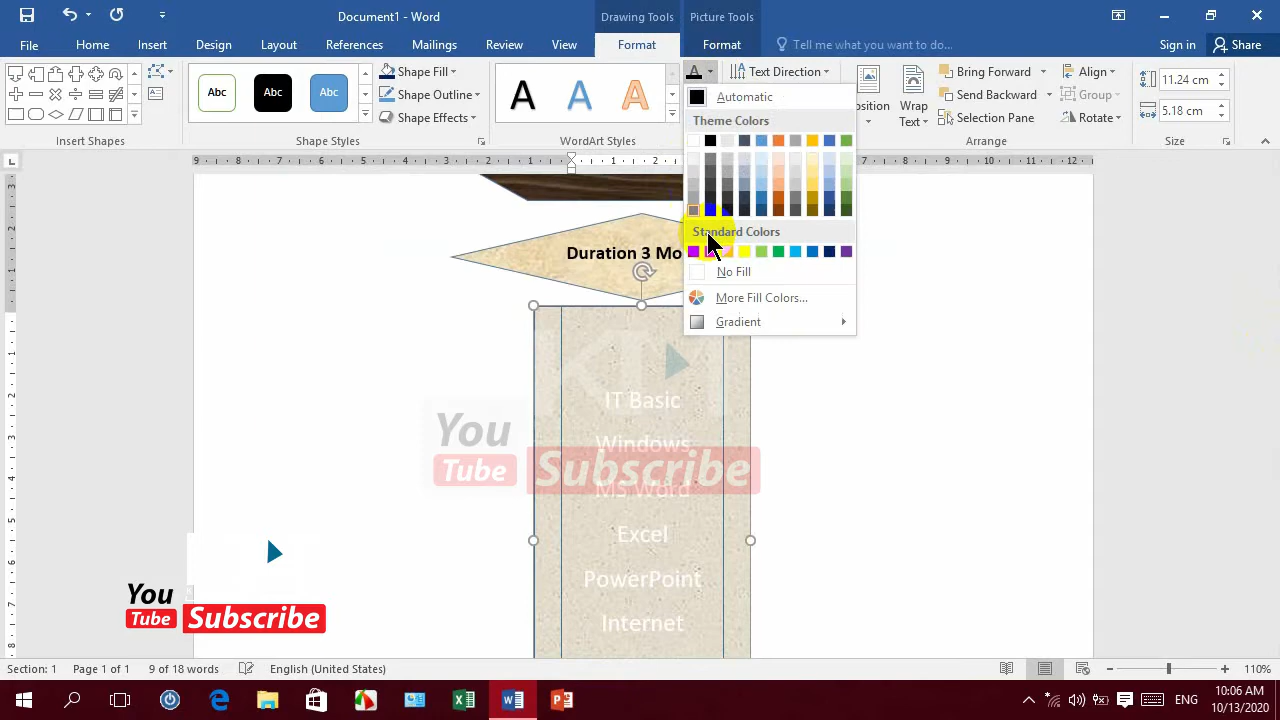 Document1 - Word
Drawing Tools
Picture Tools
File
Home
Insert
Design
Layout
References
Mailings
Review
View
Format
Format
Tell me what you want to do...
Sign in
Share
Abc
Abc
Abc
Shape Fill
Shape Outline
Shape Effects
A
A
A
A
Text Direction
Wrap
Text
Bring Forward
Send Backward
Selection Pane
Align
Group
Rotate
11.24 cm
5.18 cm
Insert Shapes
Shape Styles
WordArt Styles
Arrange
Size
Automatic
Theme Colors
Standard Colors
No Fill
More Fill Colors...
Gradient
Duration 3 Mo
IT Basic
Windows
MS Word
Excel
PowerPoint
Internet
You
Tube
Subscribe
You
Tube
Subscribe
Section: 1
Page 1 of 1
9 of 18 words
English (United States)
110%
ENG
10:06 AM
10/13/2020